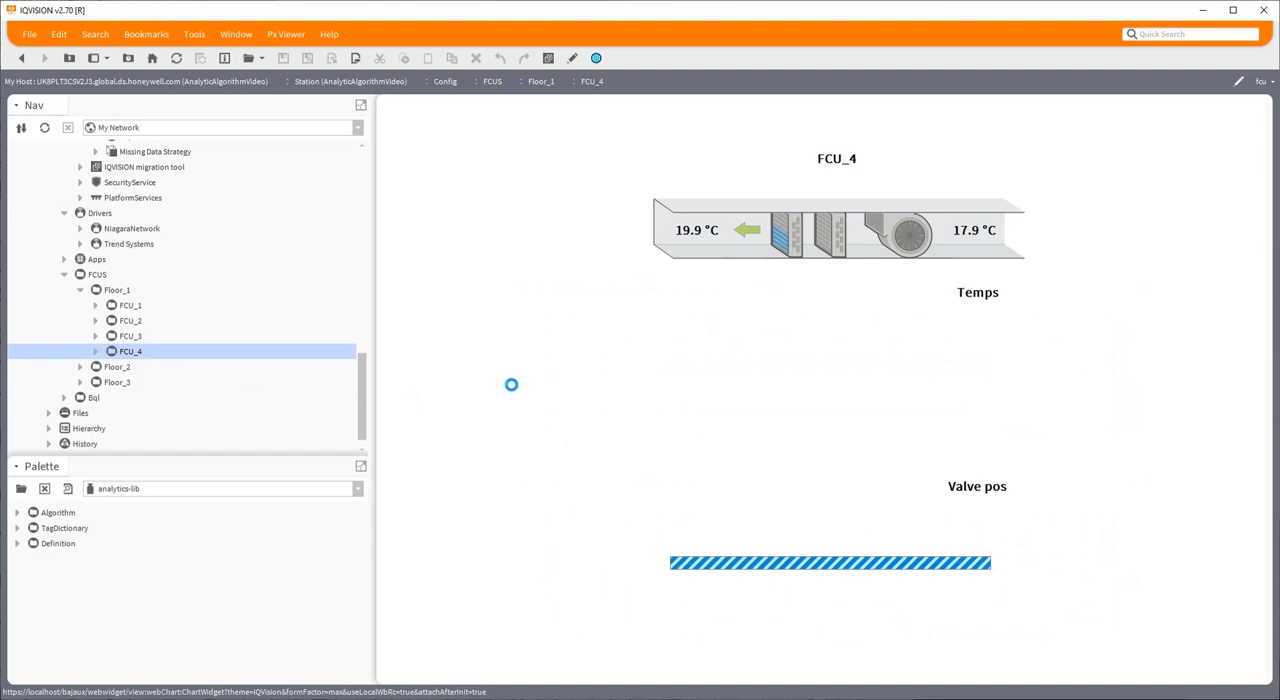 IQVISION v2.70 [R]
File Edit Search Bookmarks Tools Window Px Viewer Help
Quick Search
My Host : UK8PLT3CSV2J3.global.ds.honeywell.com (AnalyticAlgorithmVideo) : Station (AnalyticAlgorithmVideo) : Config : FCUS : Floor_1 : FCU_4
fcu
Nav
My Network
Missing Data Strategy
iQVISION migration tool
SecurityService
PlatformServices
Drivers
NiagaraNetwork
Trend Systems
Apps
FCUS
Floor_1
FCU_1
FCU_2
FCU_3
FCU_4
Floor_2
Floor_3
Bql
Files
Hierarchy
History
Palette
analytics-lib
Algorithm
TagDictionary
Definition
FCU_4
19.9 °C
17.9 °C
Temps
Valve pos
https://localhost/bajaux/webwidget/view:webChart:ChartWidget?theme=IQVision&formFactor=max&useLocalWbRc=true&attachAfterInit=true